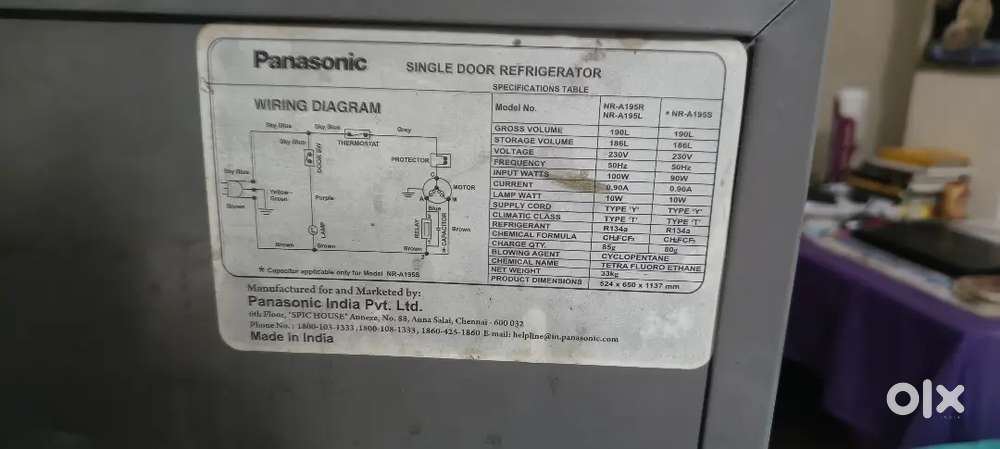 Panasonic
SINGLE DOOR REFRIGERATOR
WIRING DIAGRAM
Sky Blue
Sky Blue
Grey
Sky Blue
THERMOSTAT
DOOR SW
PROTECTOR
Sky Blue
C
MOTOR
Yellow-
Green
Purple
A
M
Blue
Brown
LAMP
RELAY
* CAPACITOR
Brown
Brown
Brown
Brown
* Capacitor applicable only for Model NR-A195S
SPECIFICATIONS TABLE
Model No. NR-A195R NR-A195L * NR-A195S
GROSS VOLUME 190L 190L
STORAGE VOLUME 186L 186L
VOLTAGE 230V 230V
FREQUENCY 50Hz 50Hz
INPUT WATTS 100W 90W
CURRENT 0.90A 0.90A
LAMP WATT 10W 10W
SUPPLY CORD TYPE 'Y' TYPE 'Y'
CLIMATIC CLASS TYPE 'T' TYPE 'T'
REFRIGERANT R134a R134a
CHEMICAL FORMULA CH2FCF3 CH2FCF3
CHARGE QTY. 85g 80g
BLOWING AGENT CYCLOPENTANE
CHEMICAL NAME TETRA FLUORO ETHANE
NET WEIGHT 33kg
PRODUCT DIMENSIONS 524 x 650 x 1137 mm
Manufactured for and Marketed by:
Panasonic India Pvt. Ltd.
6th Floor, "SPIC HOUSE" Annexe, No. 88, Anna Salai, Chennai - 600 032
Phone No. : 1800-103-1333, 1800-108-1333, 1860-425-1860 E-mail: helpline@in.panasonic.com
Made in India
olx
INDIA